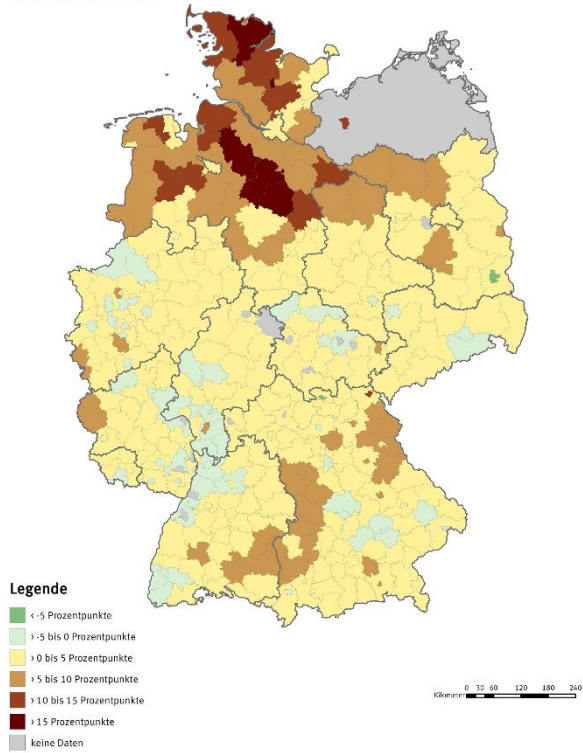 Legende
< -5 Prozentpunkte
> -5 bis 0 Prozentpunkte
> 0 bis 5 Prozentpunkte
> 5 bis 10 Prozentpunkte
> 10 bis 15 Prozentpunkte
> 15 Prozentpunkte
keine Daten
Kilometer 0 30 60 120 180 240